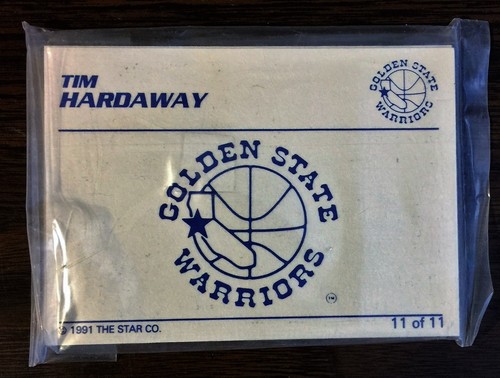 TIM
HARDAWAY
GOLDEN STATE
WARRIORS
GOLDEN STATE
WARRIORS
TM
© 1991 THE STAR CO.
11 of 11